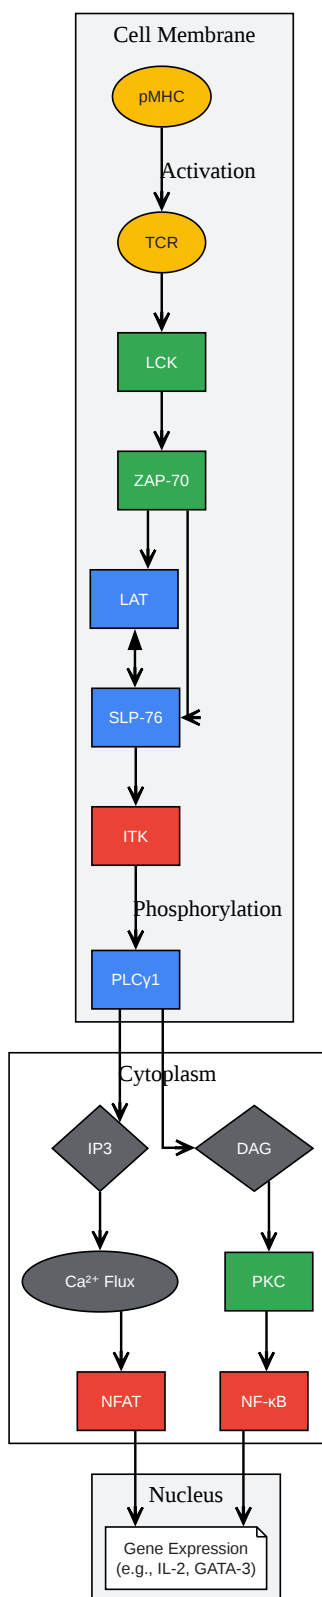 Cell Membrane
pMHC
Activation
TCR
LCK
ZAP-70
LAT
SLP-76
ITK
Phosphorylation
PLCγ1
Cytoplasm
IP3
DAG
Ca²⁺ Flux
PKC
NFAT
NF-κB
Nucleus
Gene Expression
(e.g., IL-2, GATA-3)